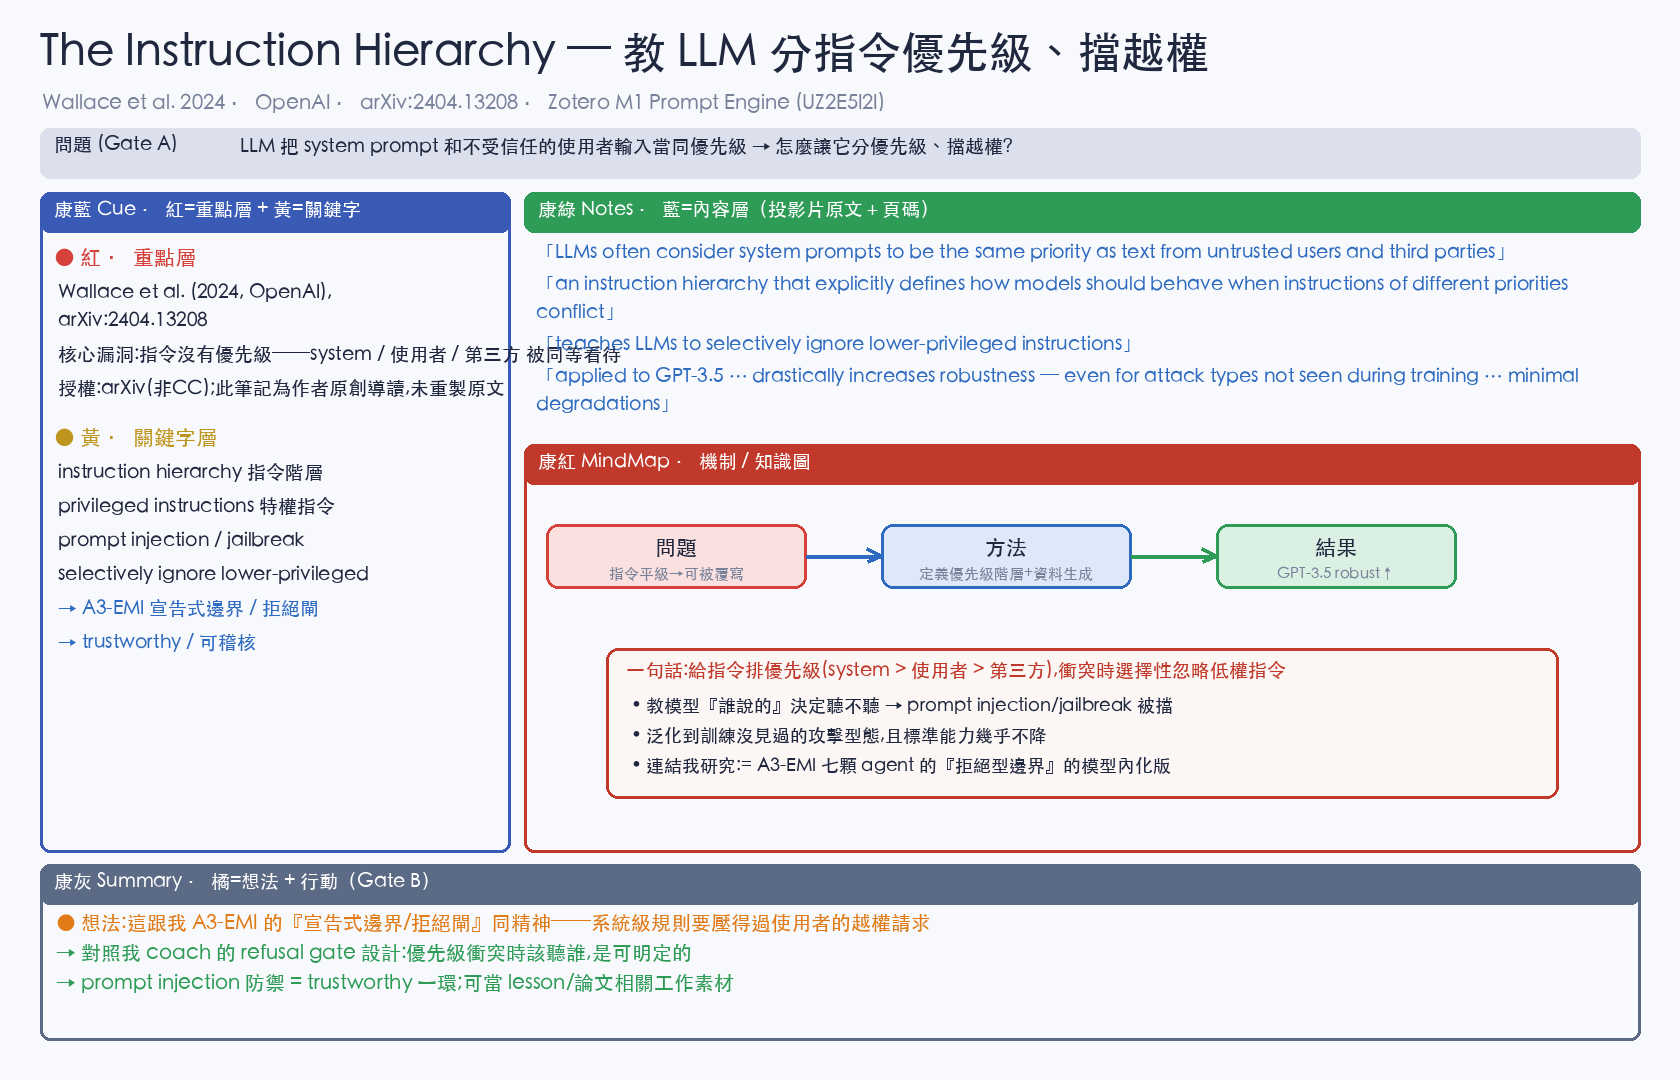 The Instruction Hierarchy — 教 LLM 分指令優先級、擋越權
Wallace et al. 2024 · OpenAI · arXiv:2404.13208 · Zotero M1 Prompt Engine (UZ2E5I2I)
問題 (Gate A) LLM 把 system prompt 和不受信任的使用者輸入當同優先級 → 怎麼讓它分優先級、擋越權?
康藍 Cue · 紅=重點層 + 黃=關鍵字
● 紅 · 重點層
Wallace et al. (2024, OpenAI),
arXiv:2404.13208
核心漏洞:指令沒有優先級——system / 使用者 / 第三方 被同等看待
授權:arXiv(非CC);此筆記為作者原創導讀,未重製原文
● 黃 · 關鍵字層
instruction hierarchy 指令階層
privileged instructions 特權指令
prompt injection / jailbreak
selectively ignore lower-privileged
→ A3-EMI 宣告式邊界 / 拒絕閘
→ trustworthy / 可稽核
康綠 Notes · 藍=內容層（投影片原文 + 頁碼）
「LLMs often consider system prompts to be the same priority as text from untrusted users and third parties」
「an instruction hierarchy that explicitly defines how models should behave when instructions of different priorities
conflict」
「teaches LLMs to selectively ignore lower-privileged instructions」
「applied to GPT-3.5 … drastically increases robustness — even for attack types not seen during training … minimal
degradations」
康紅 MindMap · 機制 / 知識圖
問題
指令平級→可被覆寫
方法
定義優先級階層+資料生成
結果
GPT-3.5 robust↑
一句話:給指令排優先級(system > 使用者 > 第三方),衝突時選擇性忽略低權指令
• 教模型『誰說的』決定聽不聽 → prompt injection/jailbreak 被擋
• 泛化到訓練沒見過的攻擊型態,且標準能力幾乎不降
• 連結我研究:= A3-EMI 七顆 agent 的『拒絕型邊界』的模型內化版
康灰 Summary · 橘=想法 + 行動（Gate B）
● 想法:這跟我 A3-EMI 的『宣告式邊界/拒絕閘』同精神——系統級規則要壓得過使用者的越權請求
→ 對照我 coach 的 refusal gate 設計:優先級衝突時該聽誰,是可明定的
→ prompt injection 防禦 = trustworthy 一環;可當 lesson/論文相關工作素材